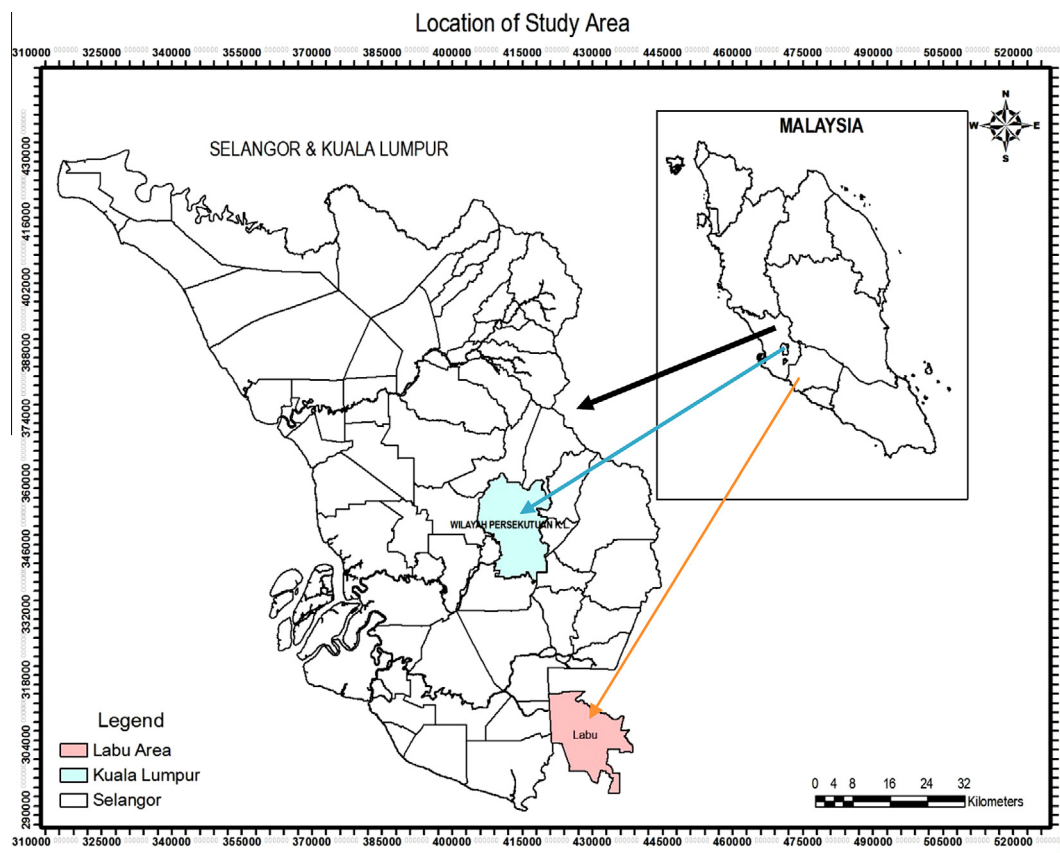 Location of Study Area
310000 325000 340000 355000 370000 385000 400000 415000 430000 445000 460000 475000 490000 505000 520000
430000
416000
402000
388000
374000
360000
346000
332000
318000
304000
290000
SELANGOR & KUALA LUMPUR
MALAYSIA
N
W E
S
WILAYAH PERSEKUTUAN K.L.
Labu
Legend
Labu Area
Kuala Lumpur
Selangor
0 4 8 16 24 32
Kilometers
310000 325000 340000 355000 370000 385000 400000 415000 430000 445000 460000 475000 490000 505000 520000